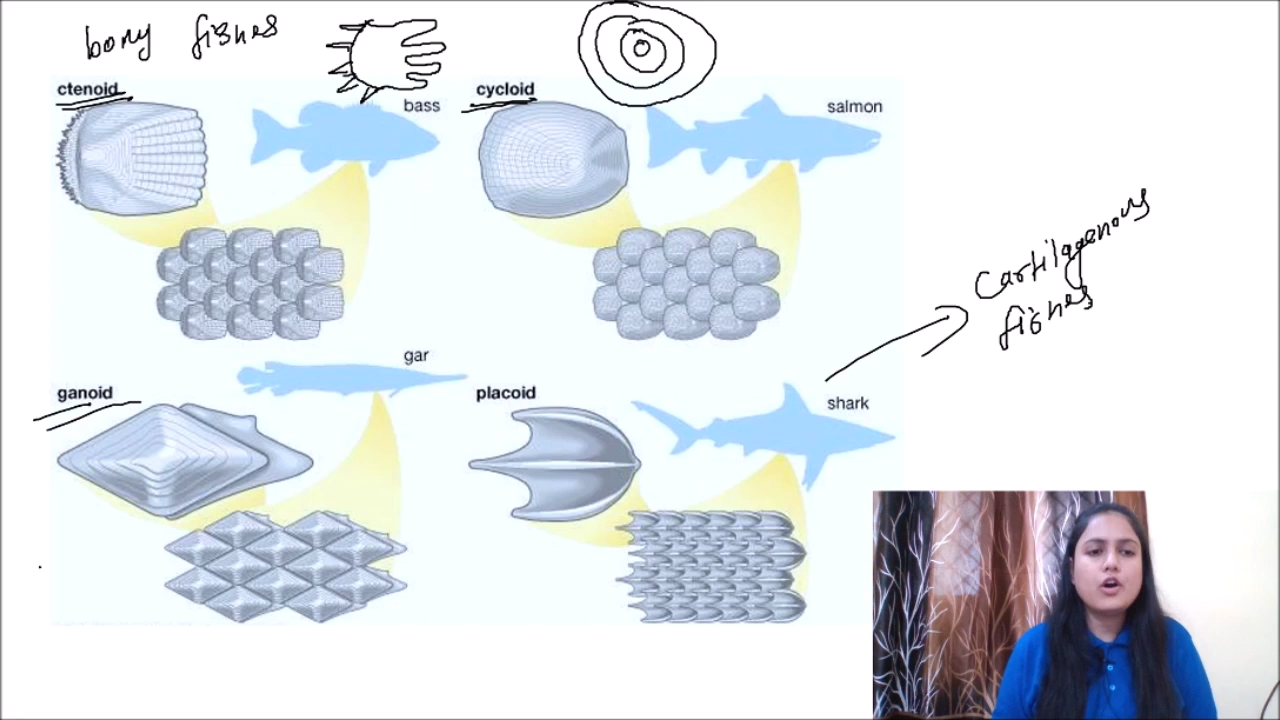 bony fishes
ctenoid
bass
cycloid
salmon
Cartilagenous
fishes
gar
ganoid
placoid
shark